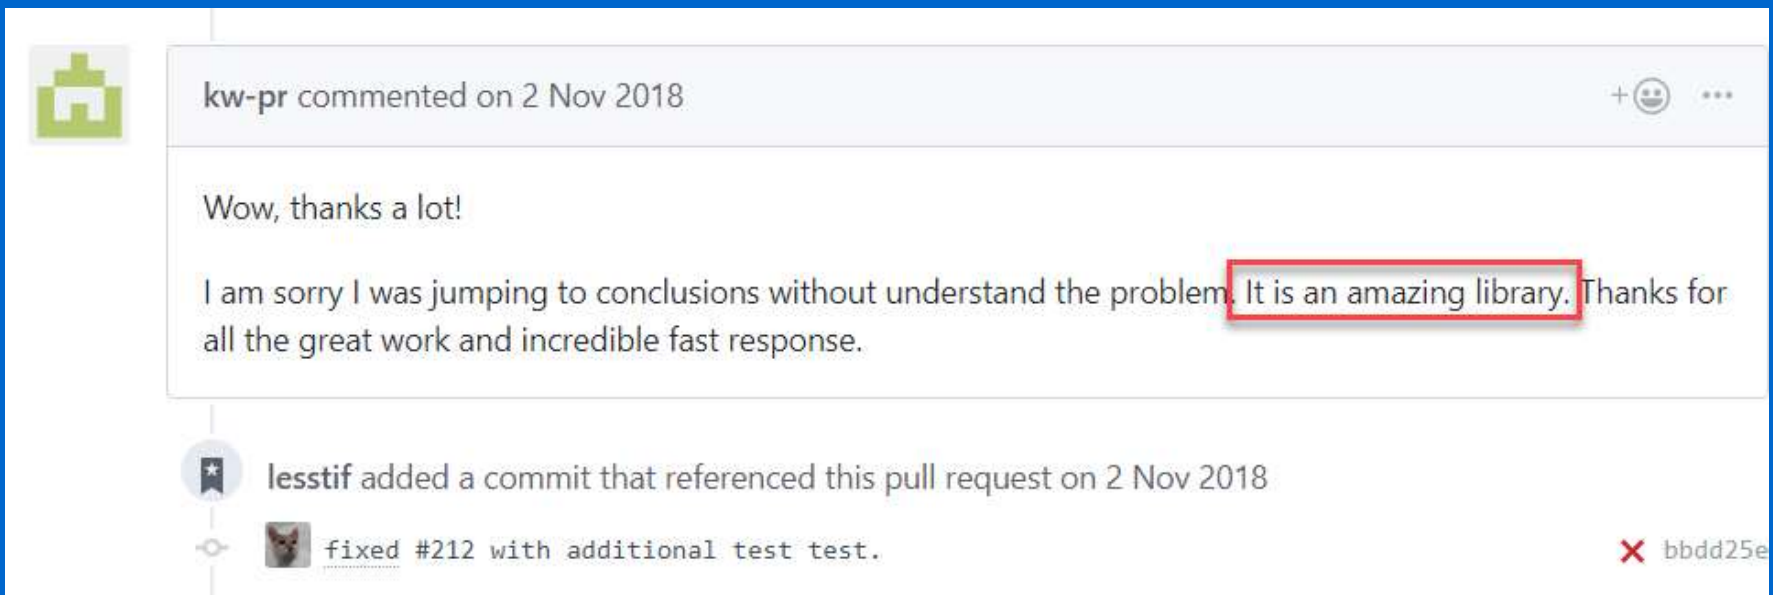 kw-pr commented on 2 Nov 2018
Wow, thanks a lot!
I am sorry I was jumping to conclusions without understand the problem. It is an amazing library. Thanks for
all the great work and incredible fast response.
lesstif added a commit that referenced this pull request on 2 Nov 2018
fixed #212 with additional test test.
bbdd25e